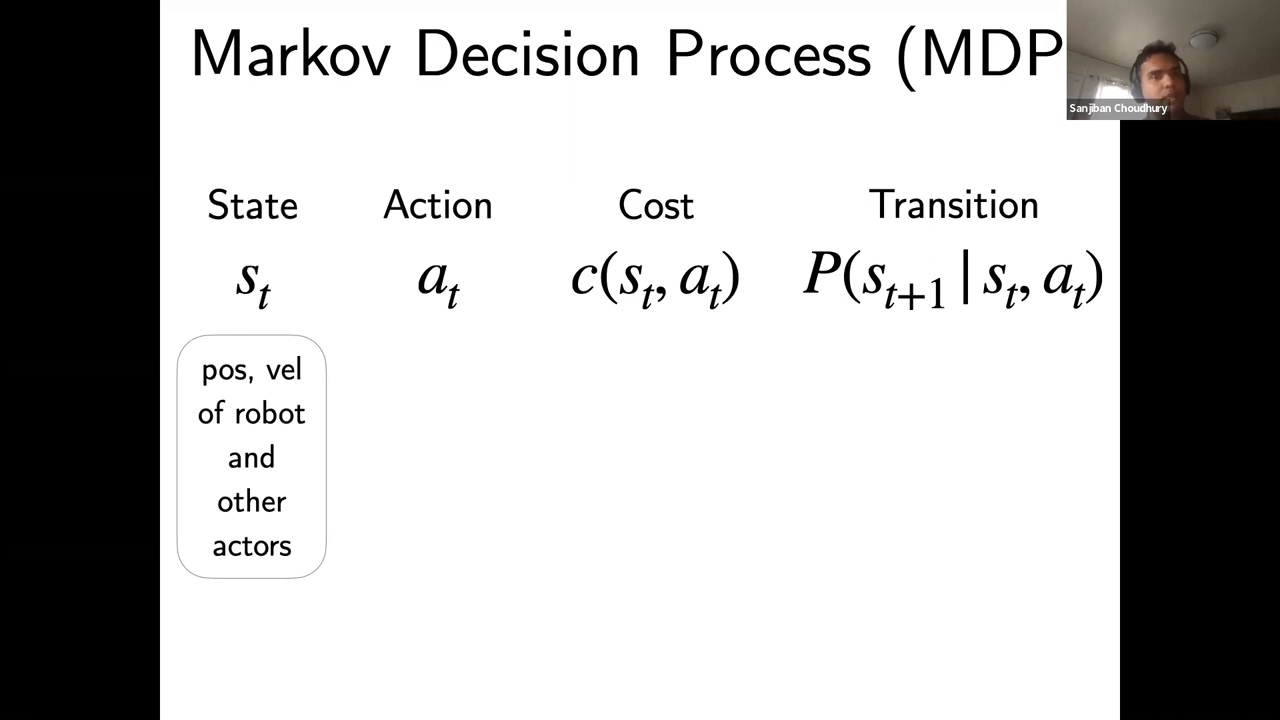 Markov Decision Process (MDP
Sanjiban Choudhury
State Action Cost Transition
s_t a_t c(s_t, a_t) P(s_{t+1} | s_t, a_t)
pos, vel
of robot
and
other
actors